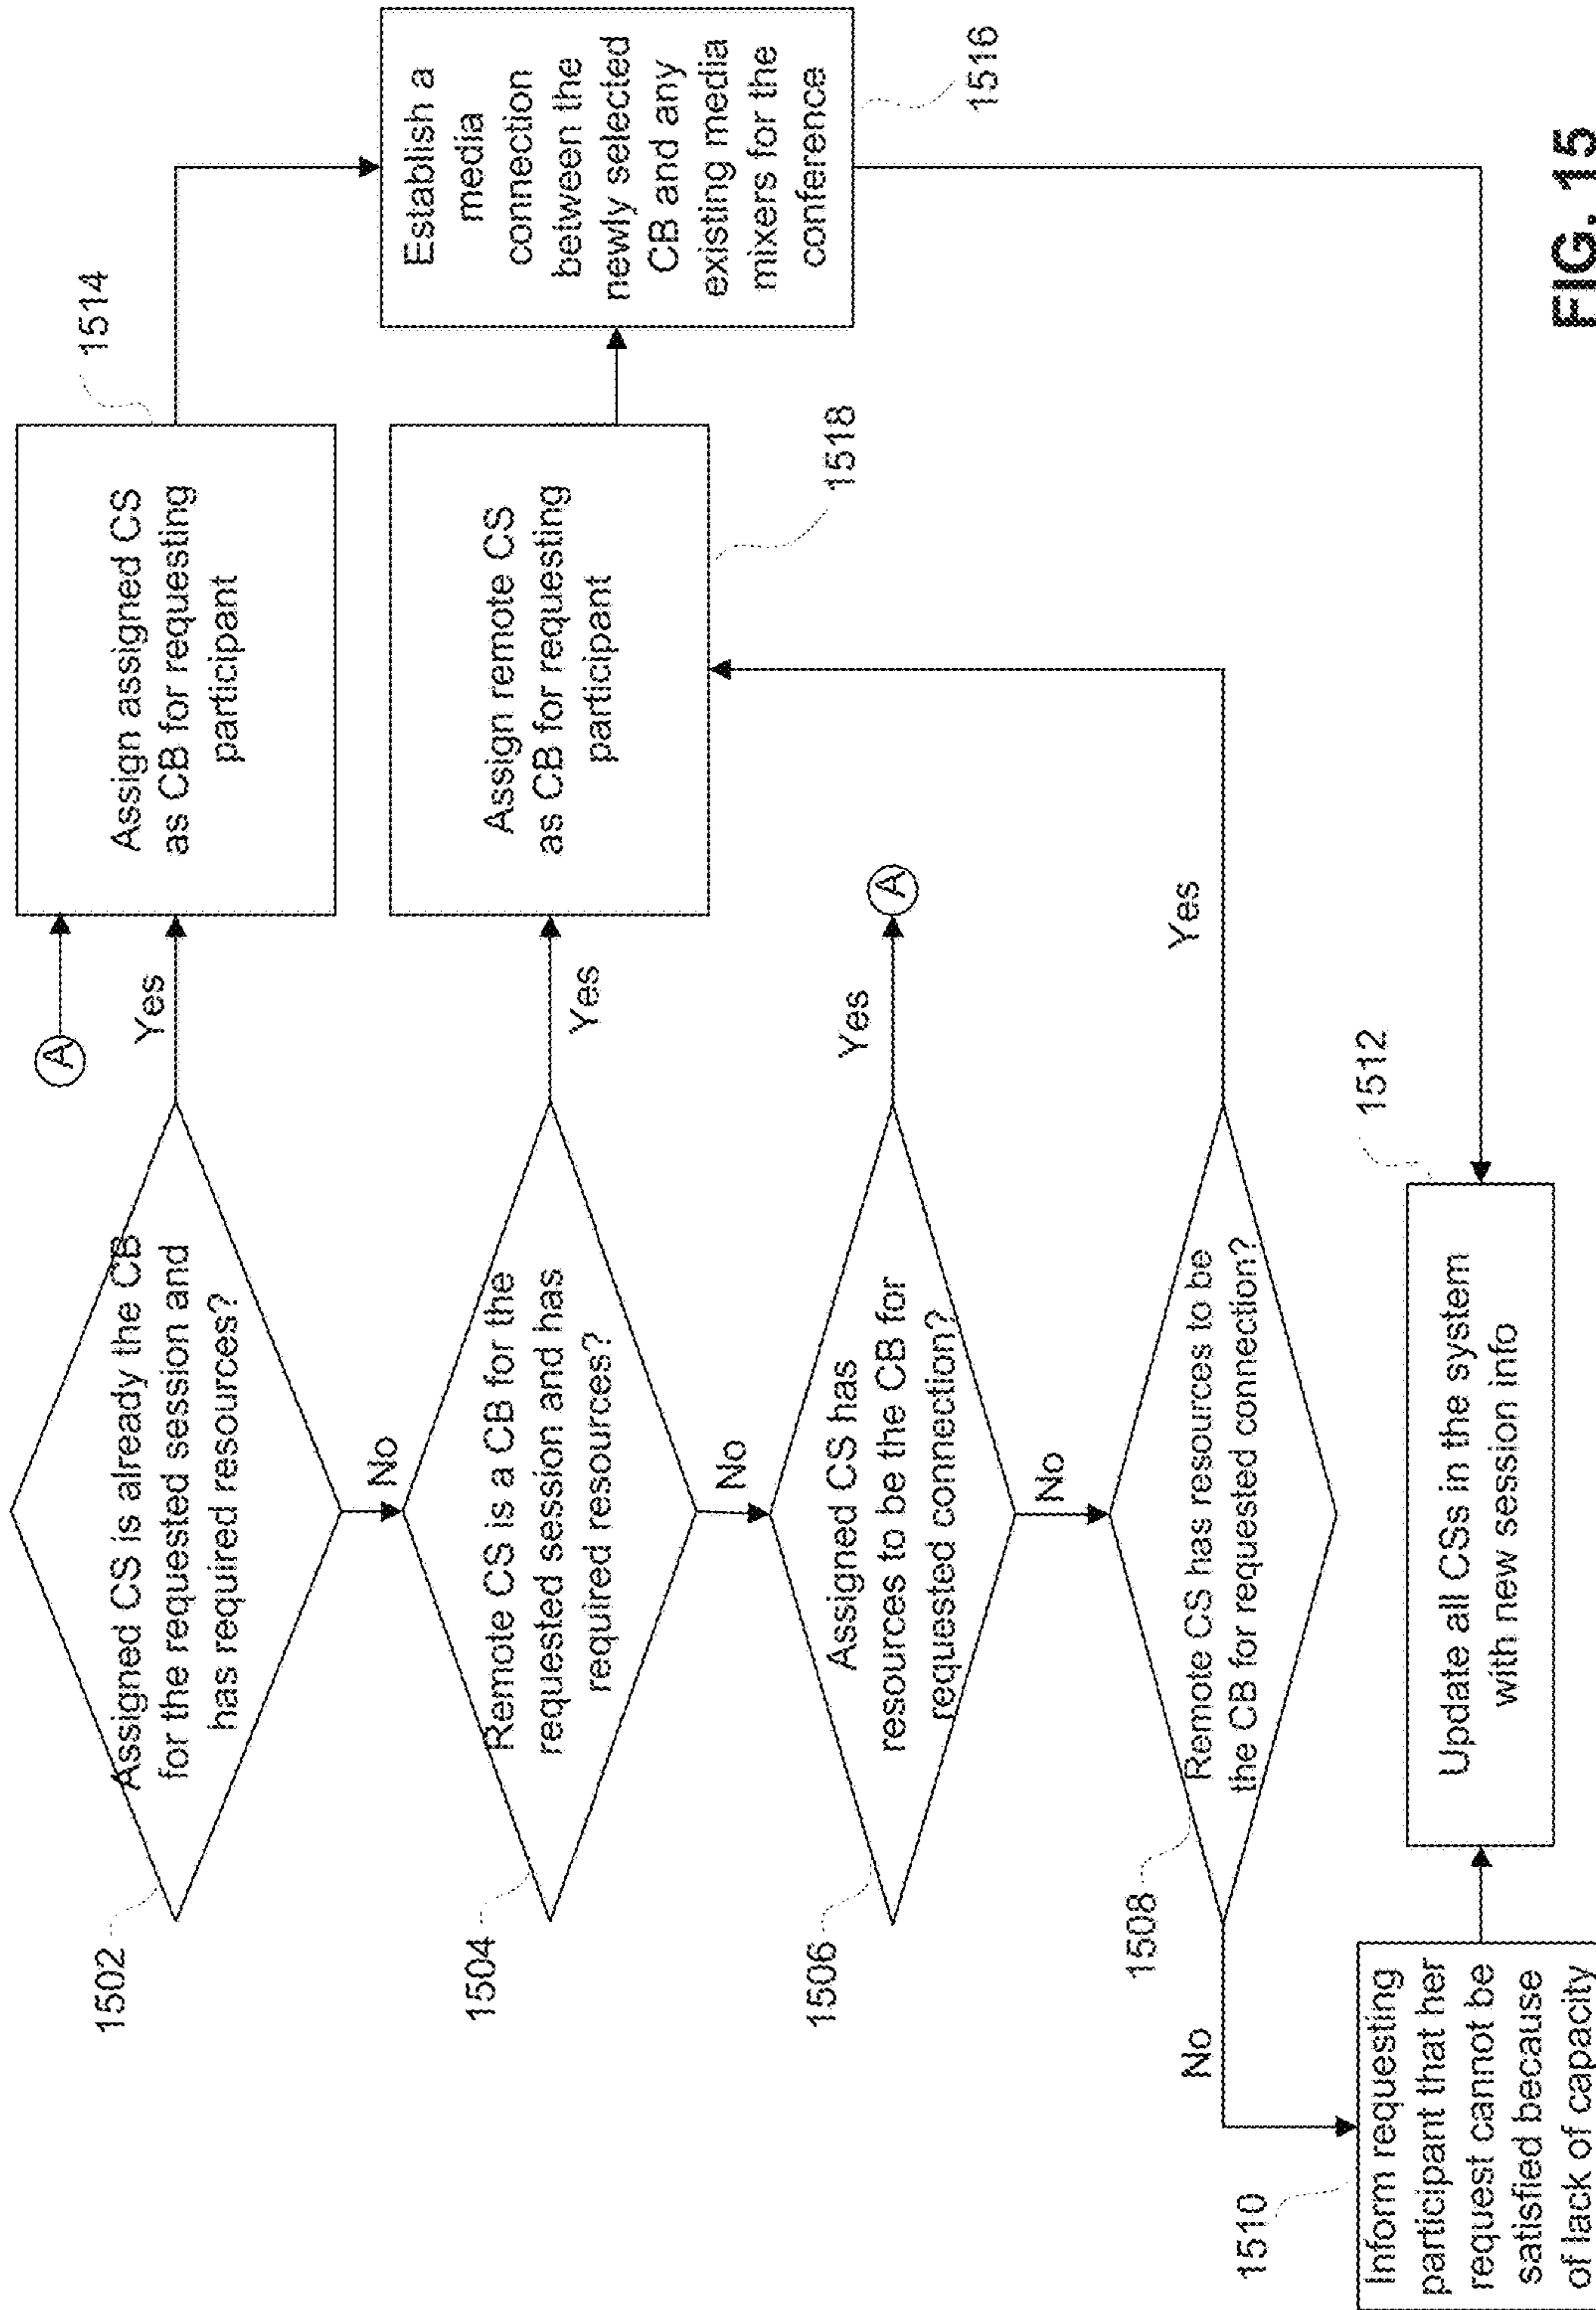 1502
Assigned CS is already the CB
for the requested session and
has required resources?
Yes
A
No
1514
Assign assigned CS
as CB for requesting
participant
1504
Remote CS is a CB for the
requested session and has
required resources?
Yes
No
1518
Assign remote CS
as CB for requesting
participant
1516
Establish a
media
connection
between the
newly selected
CB and any
existing media
mixers for the
conference
1506
Assigned CS has
resources to be the CB for
requested connection?
Yes
A
No
1508
Remote CS has resources to be
the CB for requested connection?
Yes
No
1510
Inform requesting
participant that her
request cannot be
satisfied because
of lack of capacity
1512
Update all CSs in the system
with new session info
FIG. 15